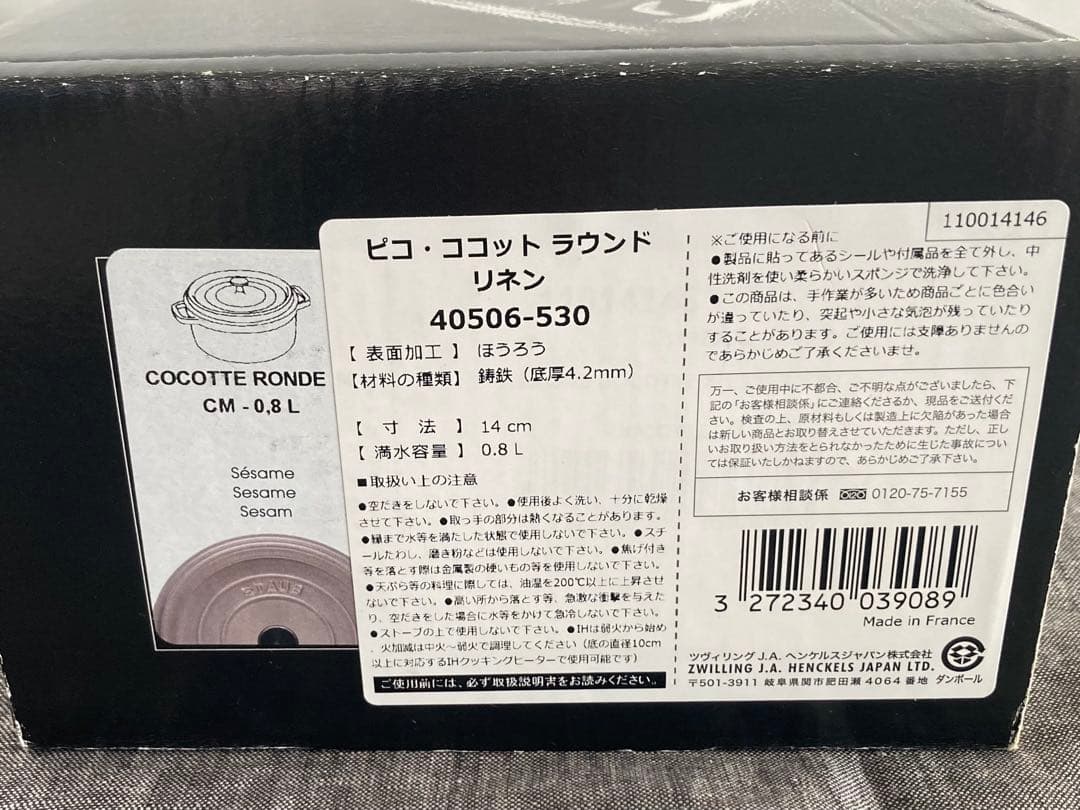 COCOTTE RONDE
CM - 0,8 L
Sésame
Sesame
Sesam
STAUB
ピコ・ココット ラウンド
リネン
40506-530
【 表面加工 】 ほうろう
【材料の種類】 鋳鉄（底厚4.2mm）
【 寸 法 】 14 cm
【 満水容量 】 0.8 L
■取扱い上の注意
●空だきをしないで下さい。●使用後よく洗い、十分に乾燥
させて下さい。●取っ手の部分は熱くなることがあります。
●縁まで水等を満たした状態で使用しないで下さい。●スチ
ールたわし、磨き粉などは使用しないで下さい。●焦げ付き
等を落とす際は金属製の硬いもの等を使用しないで下さい。
●天ぷら等の料理に際しては、油温を200℃以上に上昇させ
ないで下さい。●高い所から落とす等、急激な衝撃を与えた
り、空だきをした場合に水等をかけて急冷しないで下さい。
●ストーブの上で使用しないで下さい。●IHは弱火から始め
、火加減は中火～弱火で調理してください（底の直径10cm
以上に対応するIHクッキングヒーターで使用可能です）
ご使用前には、必ず取扱説明書をお読みください。
110014146
※ご使用になる前に
●製品に貼ってあるシールや付属品を全て外し、中
性洗剤を使い柔らかいスポンジで洗浄して下さい。
●この商品は、手作業が多いため商品ごとに色合い
が違っていたり、突起や小さな気泡が残っていたり
することがあります。ご使用には支障ありませんの
であらかじめご了承くださいませ。
万一、ご使用中に不都合、ご不明な点がございましたら、下
記の「お客様相談係」にご連絡くださるか、現品をご送付くだ
さい。検査の上、原材料もしくは製造上に欠陥があった場合
は新しい商品とお取り替えさせていただきます。ただし、正し
いお取り扱い方法をとられなかったために生じた事故につい
ては保証いたしかねますので、あらかじめご了承下さい。
お客様相談係 0120-75-7155
3 272340 039089
Made in France
ツヴィリング J.A. ヘンケルスジャパン株式会社
ZWILLING J.A. HENCKELS JAPAN LTD.
〒501-3911 岐阜県関市肥田瀬 4064 番地
ダンボール